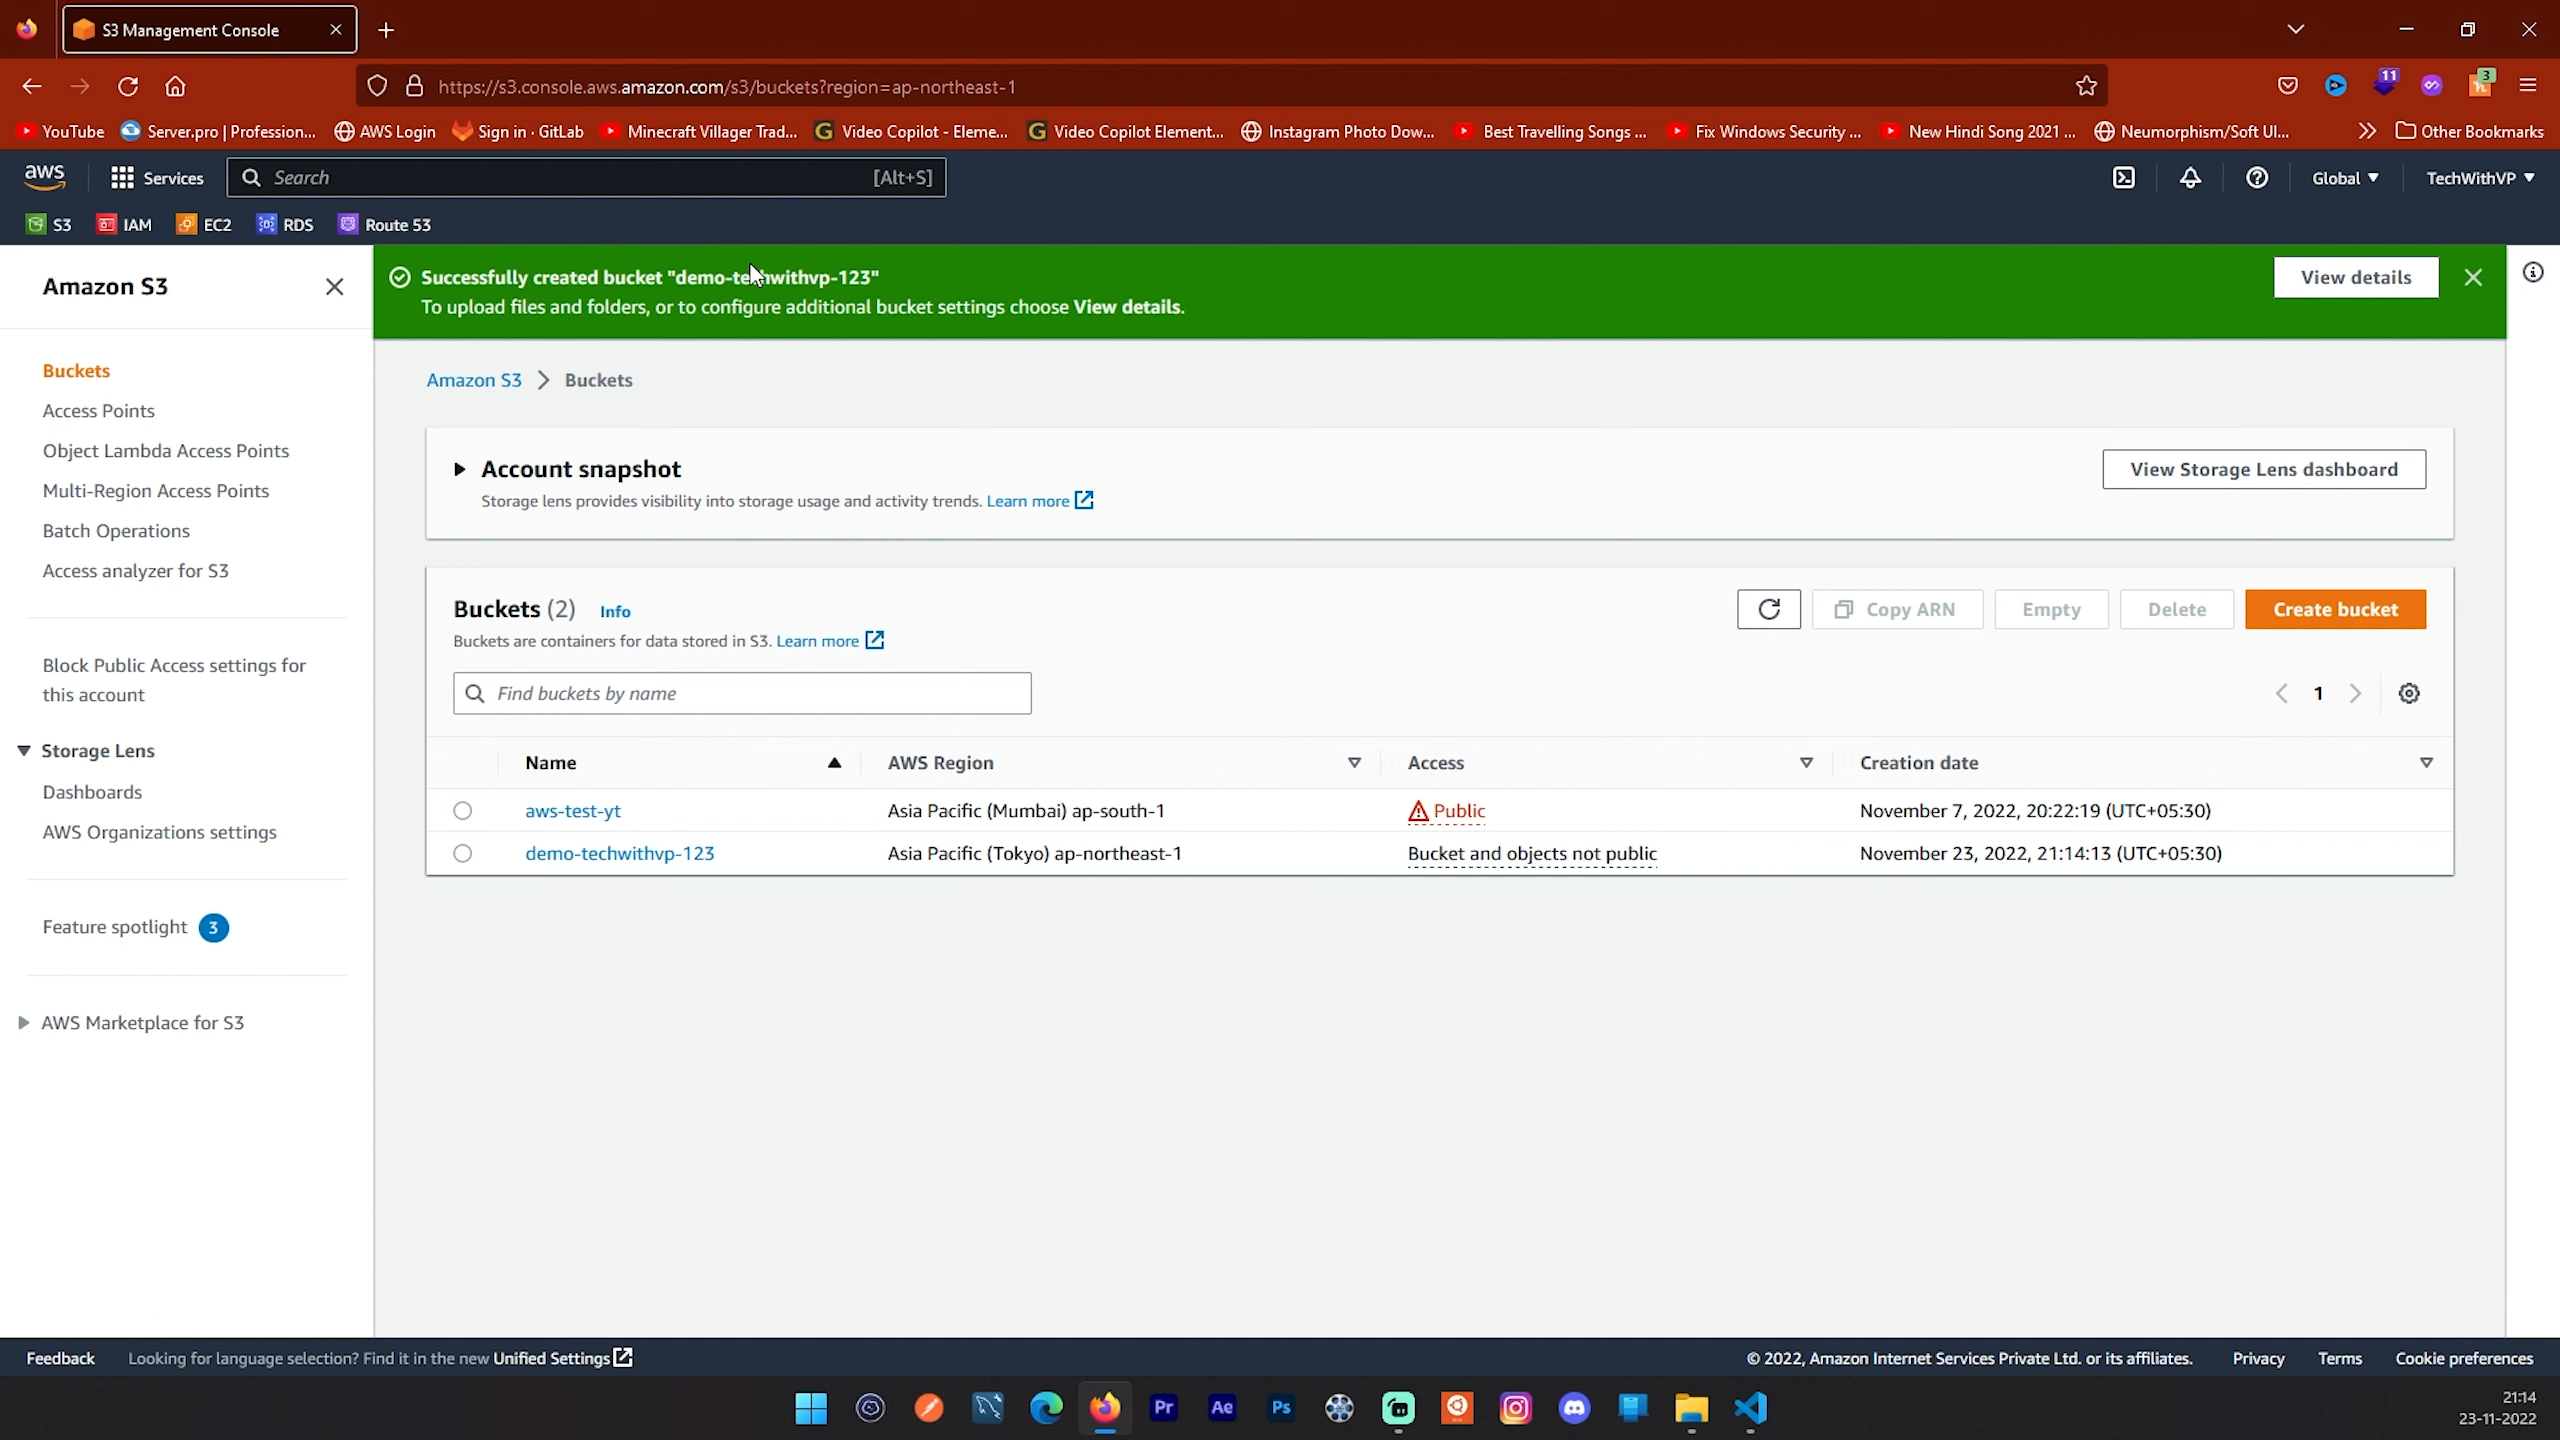 S3 Management Console
https://s3.console.aws.amazon.com/s3/buckets?region=ap-northeast-1
11
3
YouTube
Server.pro | Profession...
AWS Login
Sign in · GitLab
Minecraft Villager Trad...
Video Copilot - Eleme...
Video Copilot Element...
Instagram Photo Dow...
Best Travelling Songs ...
Fix Windows Security ...
New Hindi Song 2021 ...
Neumorphism/Soft UI...
Other Bookmarks
aws
Services
Search
[Alt+S]
Global
TechWithVP
S3
IAM
EC2
RDS
Route 53
Amazon S3
Buckets
Access Points
Object Lambda Access Points
Multi-Region Access Points
Batch Operations
Access analyzer for S3
Block Public Access settings for
this account
Storage Lens
Dashboards
AWS Organizations settings
Feature spotlight 3
AWS Marketplace for S3
Successfully created bucket "demo-techwithvp-123"
To upload files and folders, or to configure additional bucket settings choose View details.
View details
Amazon S3 > Buckets
Account snapshot
Storage lens provides visibility into storage usage and activity trends. Learn more
View Storage Lens dashboard
Buckets (2) Info
Buckets are containers for data stored in S3. Learn more
Copy ARN
Empty
Delete
Create bucket
Find buckets by name
1
Name AWS Region Access Creation date
aws-test-yt Asia Pacific (Mumbai) ap-south-1 Public November 7, 2022, 20:22:19 (UTC+05:30)
demo-techwithvp-123 Asia Pacific (Tokyo) ap-northeast-1 Bucket and objects not public November 23, 2022, 21:14:13 (UTC+05:30)
Feedback
Looking for language selection? Find it in the new Unified Settings
© 2022, Amazon Internet Services Private Ltd. or its affiliates.
Privacy
Terms
Cookie preferences
Pr
Ae
Ps
21:14
23-11-2022